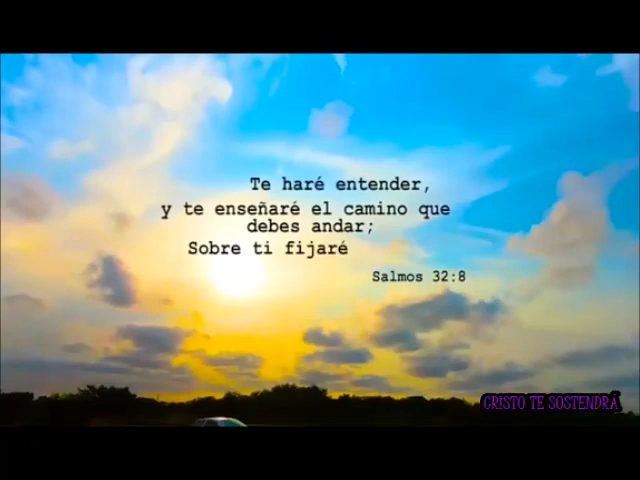 Te haré entender,
y te enseñaré el camino que
debes andar;
Sobre ti fijaré
Salmos 32:8
CRISTO TE SOSTENDRÁ